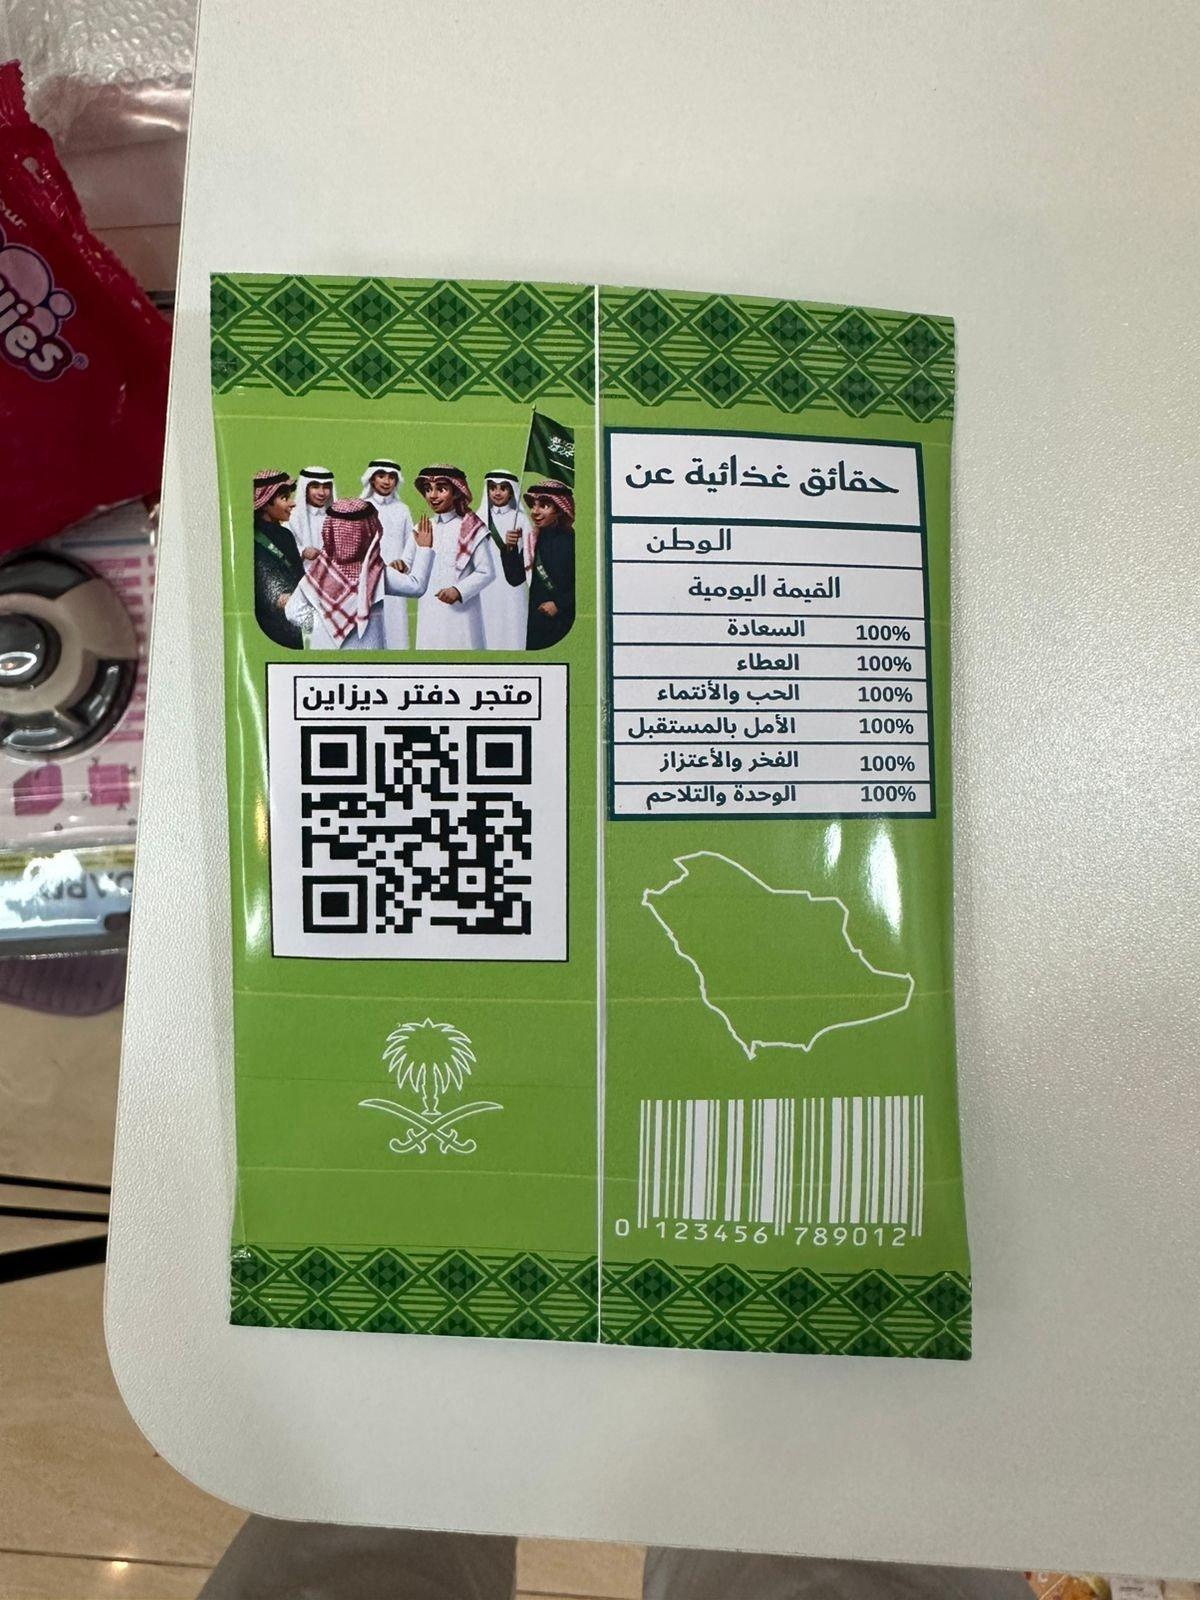 حقائق غذائية عن
الوطن
القيمة اليومية
السعادة 100%
العطاء 100%
الحب والأنتماء 100%
الأمل بالمستقبل 100%
الفخر والأعتزاز 100%
الوحدة والتلاحم 100%
متجر دفتر ديزاين
0 123456 789012